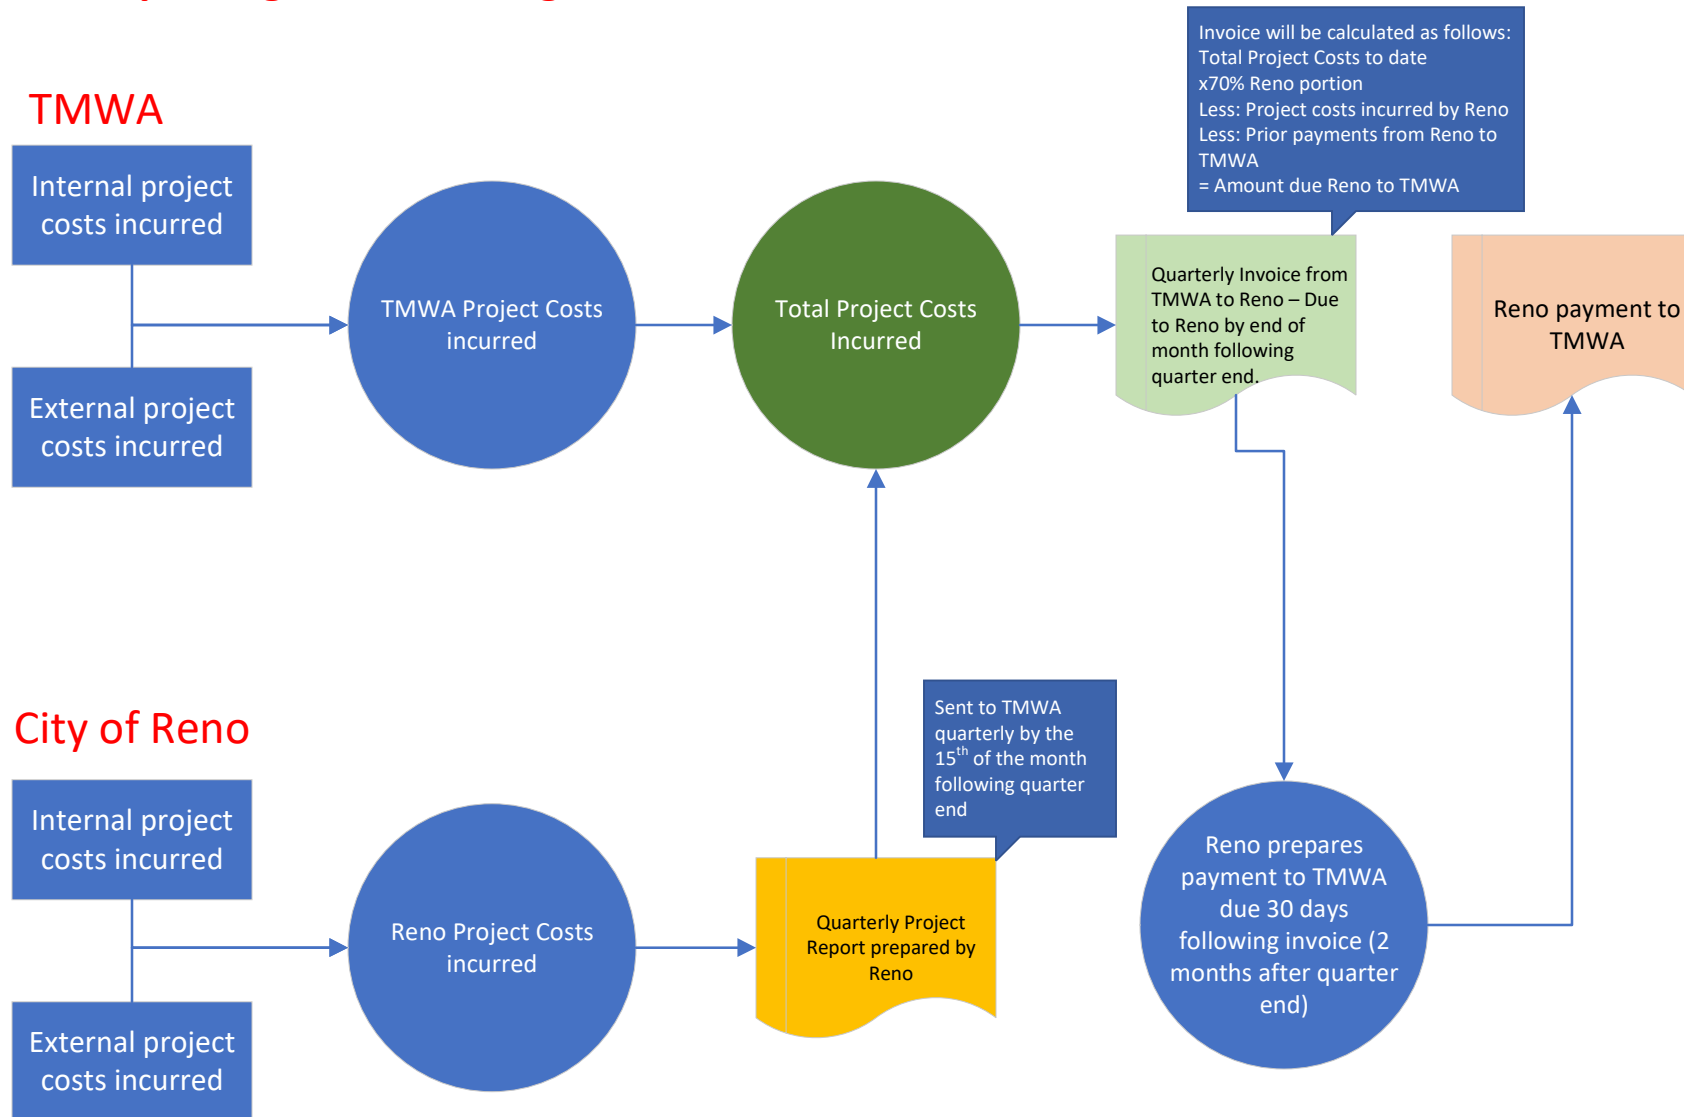 Invoice will be calculated as follows:
Total Project Costs to date
x70% Reno portion
Less: Project costs incurred by Reno
Less: Prior payments from Reno to
TMWA
= Amount due Reno to TMWA
TMWA
Internal project
costs incurred
External project
costs incurred
TMWA Project Costs
incurred
Total Project Costs
Incurred
Quarterly Invoice from
TMWA to Reno – Due
to Reno by end of
month following
quarter end.
Reno payment to
TMWA
City of Reno
Internal project
costs incurred
External project
costs incurred
Reno Project Costs
incurred
Sent to TMWA
quarterly by the
15th of the month
following quarter
end
Quarterly Project
Report prepared by
Reno
Reno prepares
payment to TMWA
due 30 days
following invoice (2
months after quarter
end)